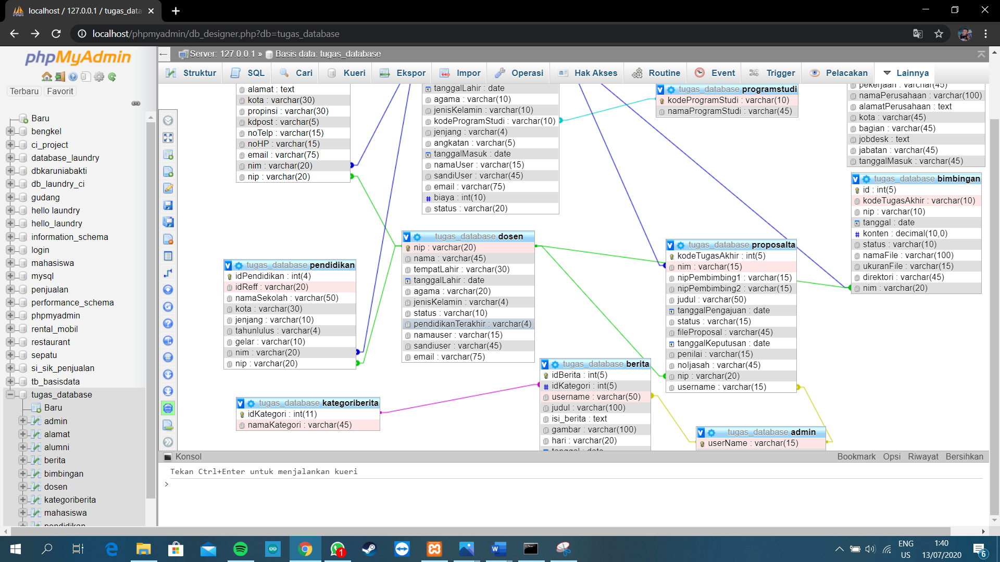 localhost / 127.0.0.1 / tugas_data
localhost/phpmyadmin/db_designer.php?db=tugas_database
phpMyAdmin
Terbaru
Favorit
Baru
bengkel
ci_project
database_laundry
dbkaruniabakti
db_laundry_ci
gudang
hello laundry
hello_laundry
information_schema
login
mahasiswa
mysql
penjualan
performance_schema
phpmyadmin
rental_mobil
restaurant
sepatu
si_sik_penjualan
tb_basisdata
tugas_database
Baru
admin
alamat
alumni
berita
bimbingan
dosen
kategoriberita
mahasiswa
pendidikan
Server: 127.0.0.1 » Basis data: tugas_database
Struktur
SQL
Cari
Kueri
Ekspor
Impor
Operasi
Hak Akses
Routine
Event
Trigger
Pelacakan
Lainnya
alamat : text
kota : varchar(30)
propinsi : varchar(30)
kdpost : varchar(5)
noTelp : varchar(15)
noHP : varchar(15)
email : varchar(75)
nim : varchar(20)
nip : varchar(20)
tanggalLahir : date
agama : varchar(10)
jenisKelamin : varchar(10)
kodeProgramStudi : varchar(10)
jenjang : varchar(4)
angkatan : varchar(5)
tanggalMasuk : date
namaUser : varchar(15)
sandiUser : varchar(45)
email : varchar(75)
biaya : int(10)
status : varchar(20)
tugas_database programstudi
kodeProgramStudi : varchar(10)
namaProgramStudi : varchar(45)
pekerjaan : varchar(45)
namaPerusahaan : varchar(100)
alamatPerusahaan : text
kota : varchar(45)
bagian : varchar(45)
jobdesk : text
jabatan : varchar(45)
tanggalMasuk : varchar(45)
tugas_database bimbingan
id : int(5)
kodeTugasAkhir : varchar(10)
nip : varchar(10)
tanggal : date
konten : decimal(10,0)
status : varchar(10)
namaFile : varchar(100)
ukuranFile : varchar(15)
direktori : varchar(45)
nim : varchar(20)
tugas_database dosen
nip : varchar(20)
nama : varchar(45)
tempatLahir : varchar(30)
tanggalLahir : date
agama : varchar(20)
jenisKelamin : varchar(4)
status : varchar(10)
pendidikanTerakhir : varchar(4)
namauser : varchar(15)
sandiuser : varchar(45)
email : varchar(75)
tugas_database proposalta
kodeTugasAkhir : int(5)
nim : varchar(15)
nipPembimbing1 : varchar(15)
nipPembimbing2 : varchar(15)
judul : varchar(50)
tanggalPengajuan : date
status : varchar(15)
fileProposal : varchar(45)
tanggalKeputusan : date
penilai : varchar(15)
noIjasah : varchar(45)
nip : varchar(20)
username : varchar(15)
tugas_database pendidikan
idPendidikan : int(4)
idReff : varchar(20)
namaSekolah : varchar(50)
kota : varchar(30)
jenjang : varchar(10)
tahunlulus : varchar(4)
gelar : varchar(10)
nim : varchar(20)
nip : varchar(20)
tugas_database berita
idBerita : int(5)
idKategori : int(5)
username : varchar(50)
judul : varchar(100)
isi_berita : text
gambar : varchar(100)
hari : varchar(20)
tanggal : date
tugas_database kategoriberita
idKategori : int(11)
namaKategori : varchar(45)
tugas_database admin
userName : varchar(15)
Konsol
Bookmark Opsi Riwayat Bersihkan
Tekan Ctrl+Enter untuk menjalankan kueri
>
1
ENG
US
1:40
13/07/2020
6